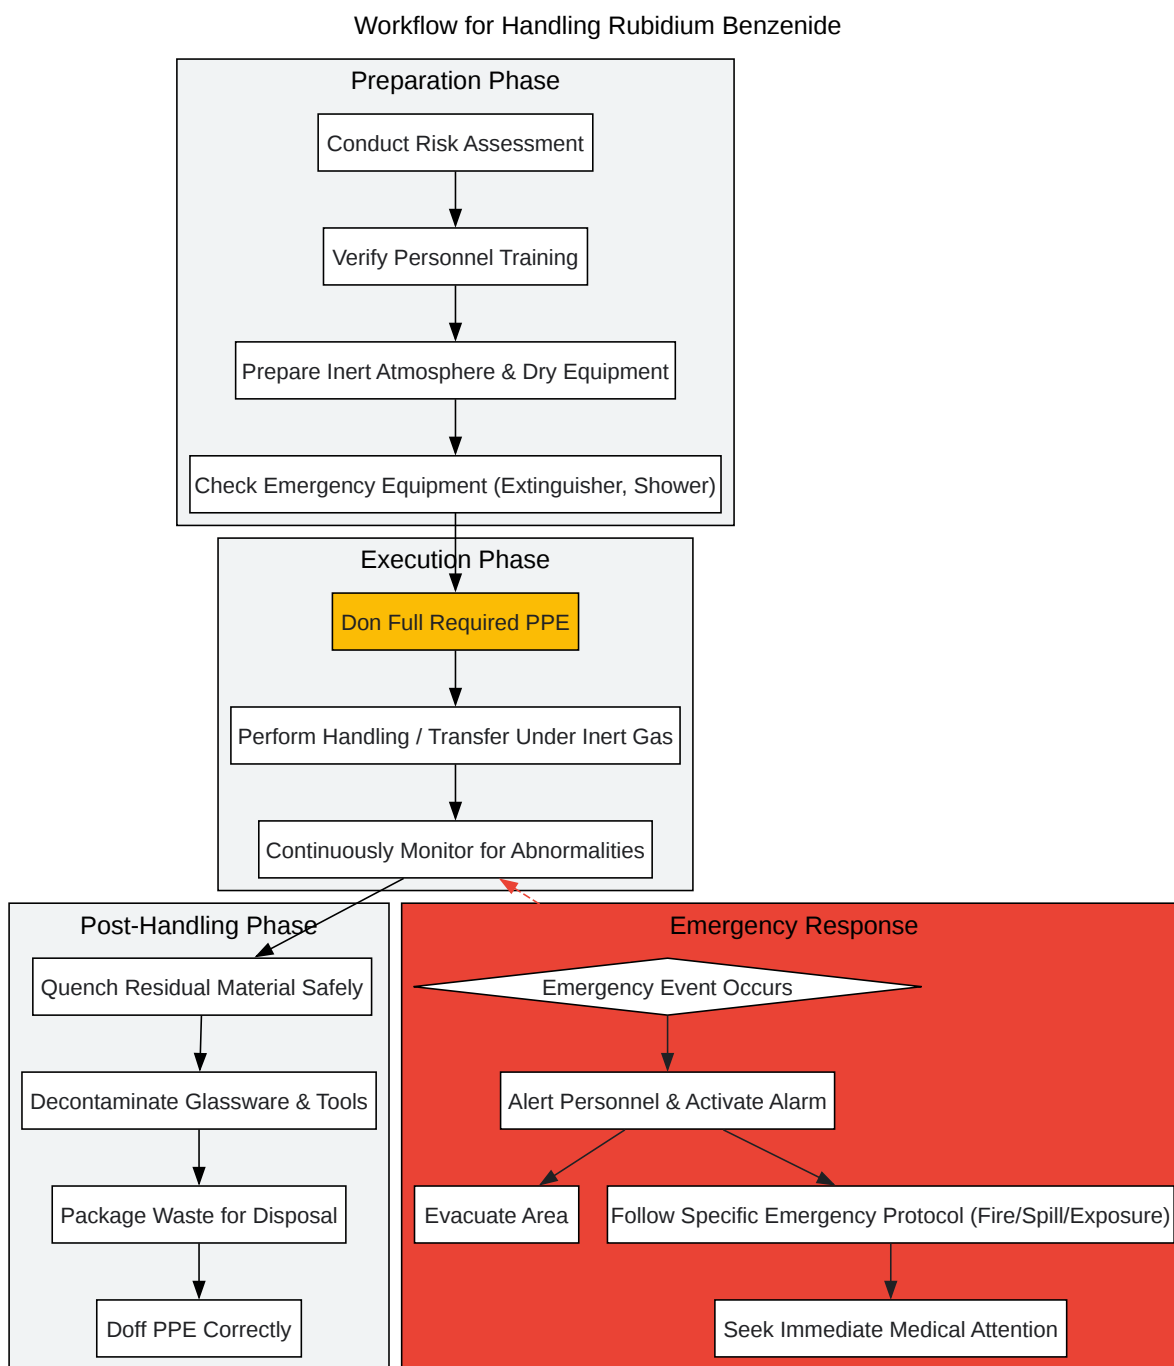 Workflow for Handling Rubidium Benzenide
Preparation Phase
Conduct Risk Assessment
Verify Personnel Training
Prepare Inert Atmosphere & Dry Equipment
Check Emergency Equipment (Extinguisher, Shower)
Execution Phase
Don Full Required PPE
Perform Handling / Transfer Under Inert Gas
Continuously Monitor for Abnormalities
Post-Handling Phase
Quench Residual Material Safely
Decontaminate Glassware & Tools
Package Waste for Disposal
Doff PPE Correctly
Emergency Response
Emergency Event Occurs
Alert Personnel & Activate Alarm
Evacuate Area
Follow Specific Emergency Protocol (Fire/Spill/Exposure)
Seek Immediate Medical Attention